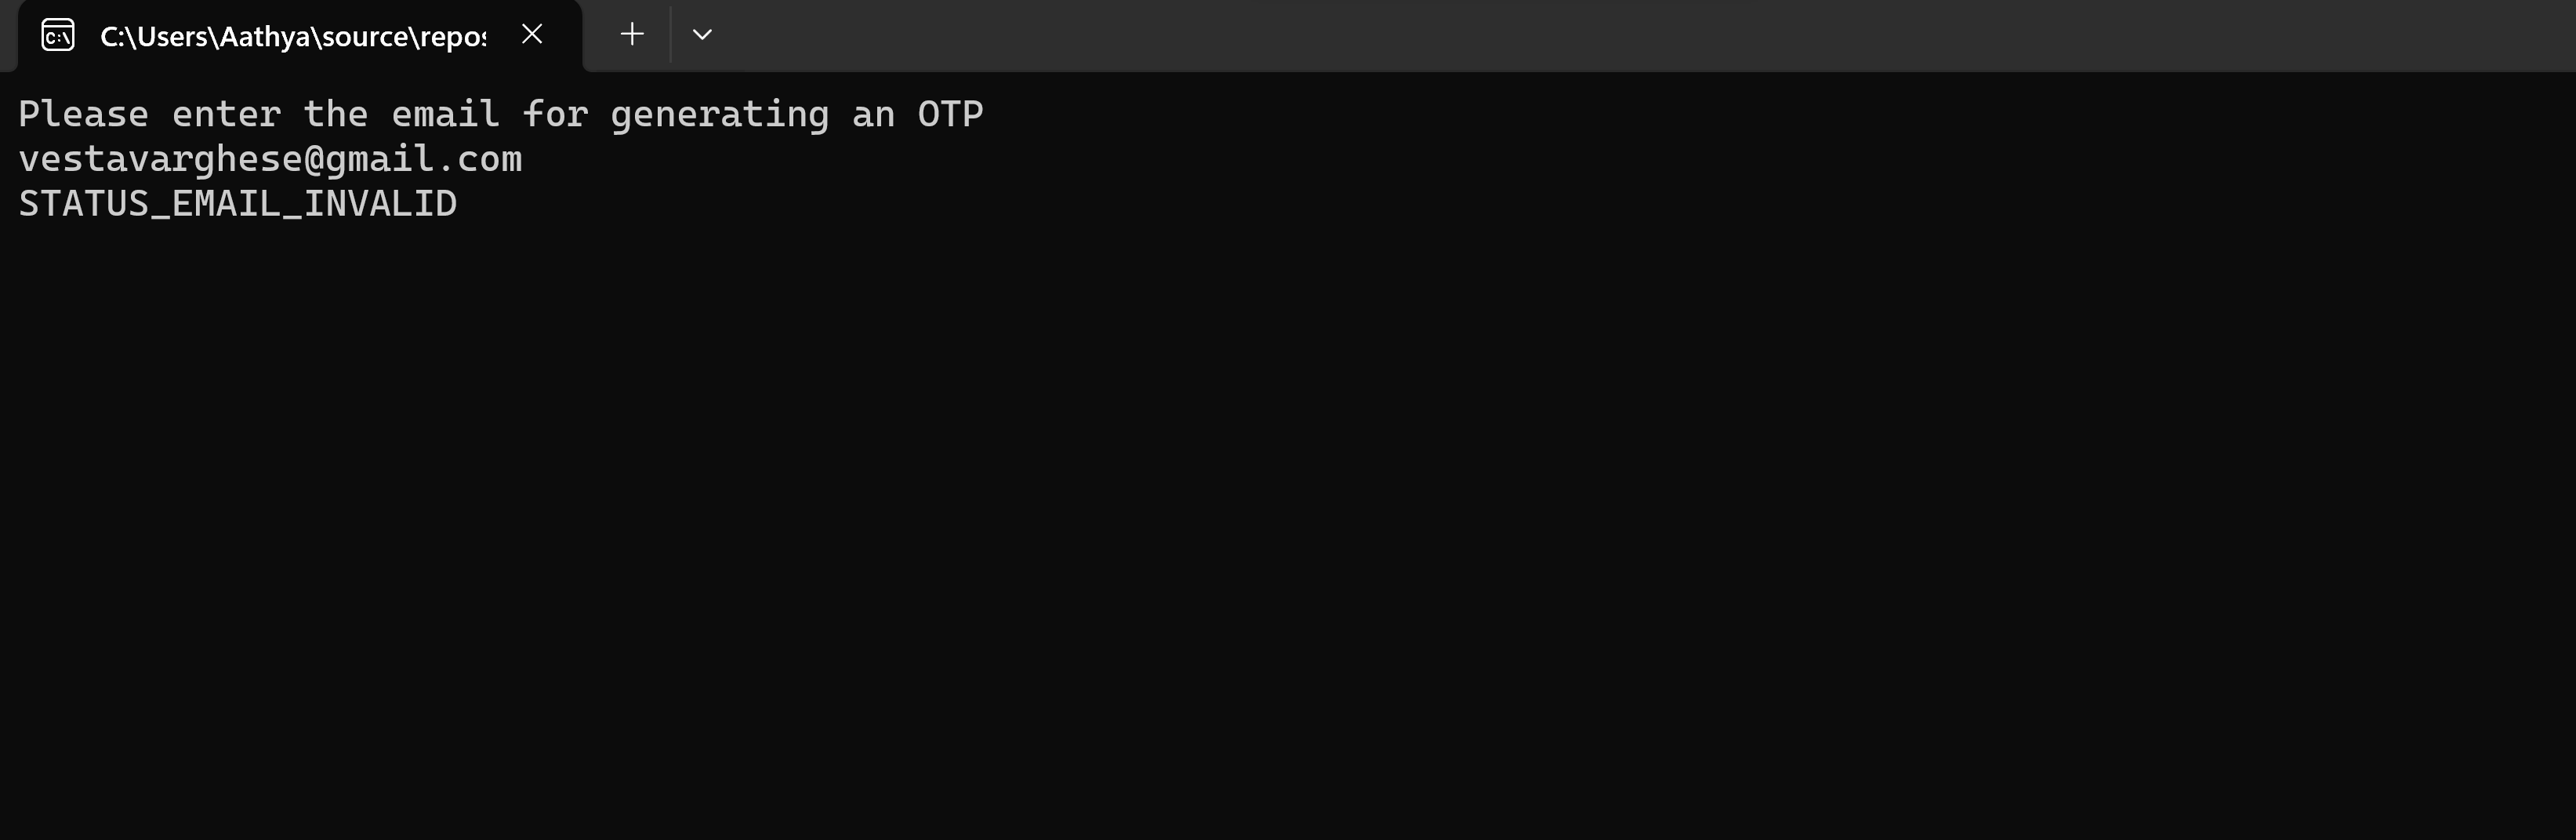 C:\Users\Aathya\source\repos
Please enter the email for generating an OTP
vestavarghese@gmail.com
STATUS_EMAIL_INVALID